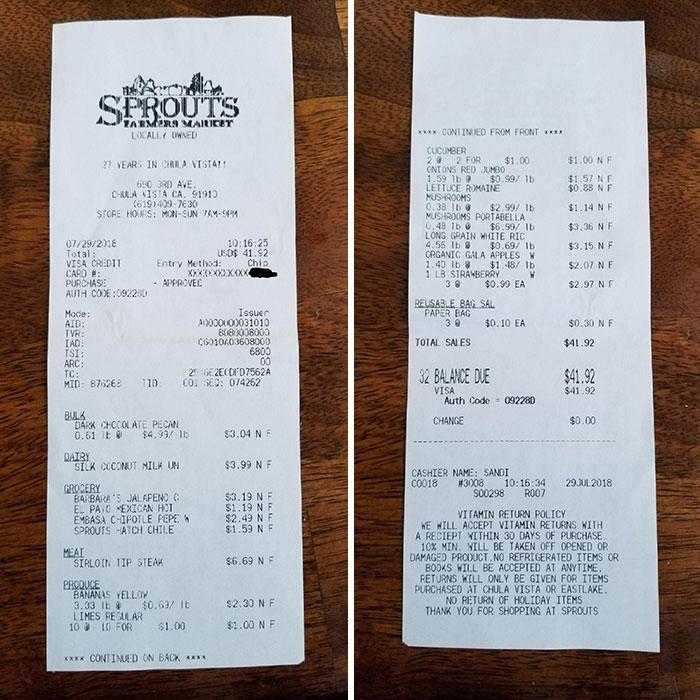 SPROUTS
FARMERS MARKET
LOCALLY OWNED
27 YEARS IN CHULA VISTA!!
690 3RD AVE.
CHULA VISTA CA. 91910
(619)409-7630
STORE HOURS: MON-SUN 7AM-9PM
07/29/2018 10:16:25
Total: USD$ 41.92
VISA CREDIT Entry Method: Chip
CARD #:
PURCHASE - APPROVED
AUTH CODE:09228D
Mode: Issuer
AID: A0000000031010
TVR: 8080008000
IAD: CG010A03608000
TSI: 6800
ARC: 00
TC:
MID: 876268 TID: 001 SEQ: 074262
BULK
DARK CHOCOLATE PECAN
0.61 lb @ $4.99/ lb $3.04 N F
DAIRY
SILK COCONUT MILK UN $3.99 N F
GROCERY
BARBARA'S JALAPENO C $3.19 N F
EL PATO MEXICAN HOT $1.19 N F
EMBASA CHIPOTLE PEPE W $2.49 N F
SPROUTS HATCH CHILE $1.59 N F
MEAT
SIRLOIN TIP STEAK $6.69 N F
PRODUCE
BANANAS YELLOW
3.33 lb @ $0.69/ lb $2.30 N F
LIMES REGULAR
10 @ 10 FOR $1.00 $1.00 N F
**** CONTINUED ON BACK ****
**** CONTINUED FROM FRONT ****
CUCUMBER
2 @ 2 FOR $1.00 $1.00 N F
ONIONS RED JUMBO
1.59 lb @ $0.99/ lb $1.57 N F
LETTUCE ROMAINE $0.88 N F
MUSHROOMS
0.38 lb @ $2.99/ lb $1.14 N F
MUSHROOMS PORTABELLA
0.48 lb @ $6.99/ lb $3.36 N F
LONG GRAIN WHITE RIC
4.56 lb @ $0.69/ lb $3.15 N F
ORGANIC GALA APPLES W
1.40 lb @ $1.48/ lb $2.07 N F
1 LB STRAWBERRY W
3 @ $0.99 EA $2.97 N F
REUSABLE BAG SAL
PAPER BAG
3 @ $0.10 EA $0.30 N F
TOTAL SALES $41.92
32 BALANCE DUE $41.92
VISA $41.92
Auth Code = 09228D
CHANGE $0.00
CASHIER NAME: SANDI
C0018 #3008 10:16:34 29JUL2018
S00298 R007
VITAMIN RETURN POLICY
WE WILL ACCEPT VITAMIN RETURNS WITH
A RECIEPT WITHIN 30 DAYS OF PURCHASE.
10% MIN. WILL BE TAKEN OFF OPENED OR
DAMAGED PRODUCT.NO REFRIGERATED ITEMS OR
BOOKS WILL BE ACCEPTED AT ANYTIME.
RETURNS WILL ONLY BE GIVEN FOR ITEMS
PURCHASED AT CHULA VISTA OR EASTLAKE.
NO RETURN OF HOLIDAY ITEMS
THANK YOU FOR SHOPPING AT SPROUTS